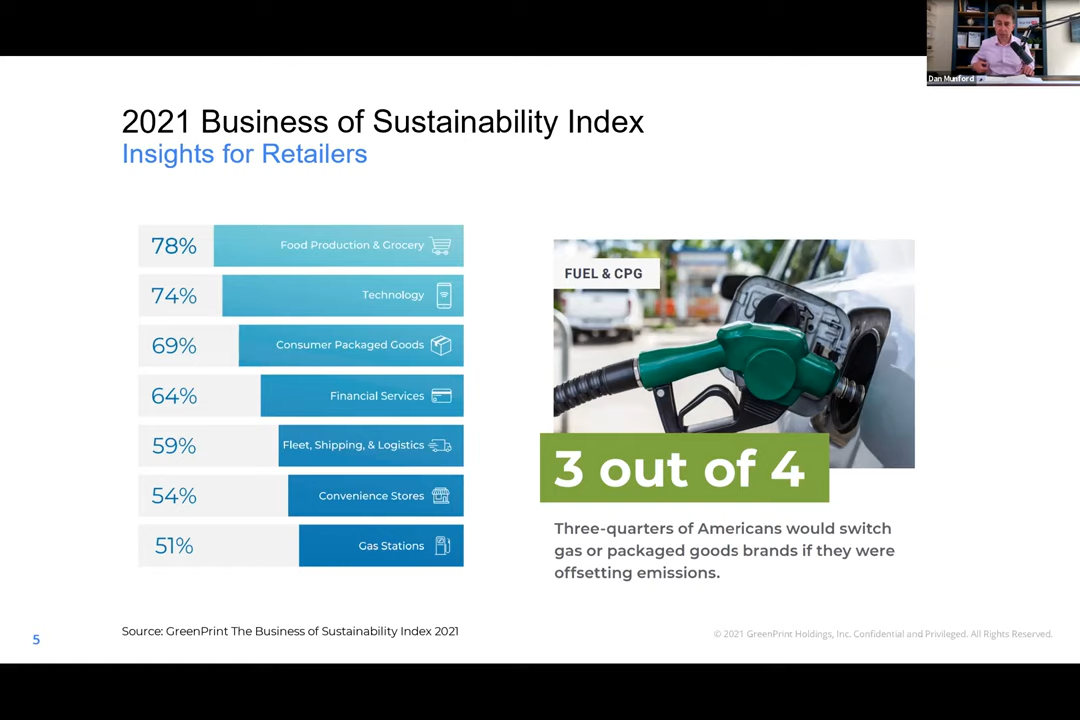 Dan Munford
2021 Business of Sustainability Index
Insights for Retailers
78% Food Production & Grocery
74% Technology
69% Consumer Packaged Goods
64% Financial Services
59% Fleet, Shipping, & Logistics
54% Convenience Stores
51% Gas Stations
FUEL & CPG
3 out of 4
Three-quarters of Americans would switch
gas or packaged goods brands if they were
offsetting emissions.
5
Source: GreenPrint The Business of Sustainability Index 2021
© 2021 GreenPrint Holdings, Inc. Confidential and Privileged. All Rights Reserved.